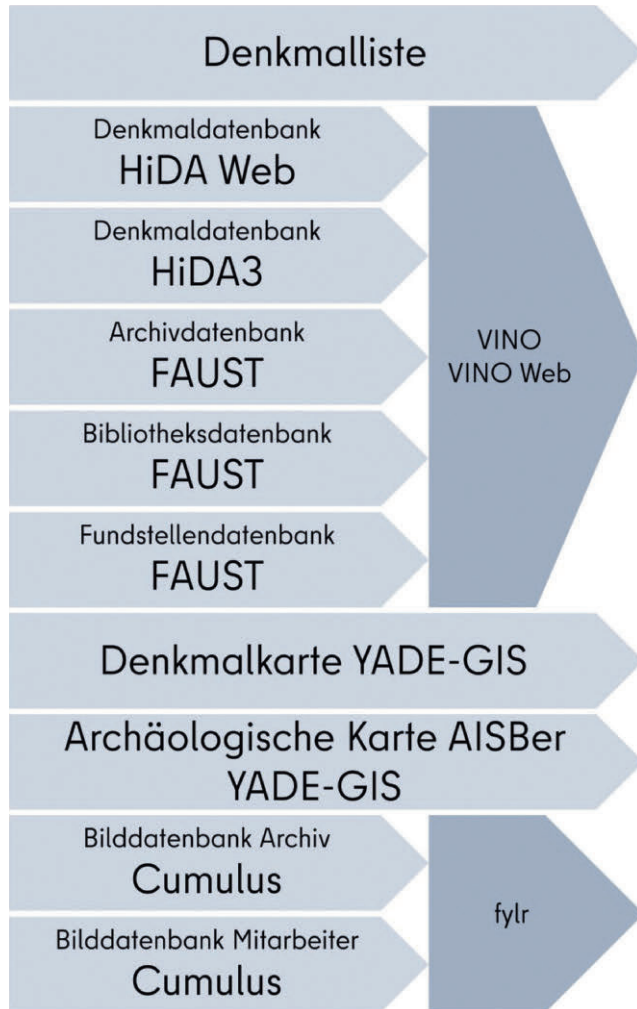 Denkmalliste
Denkmaldatenbank
HiDA Web
Denkmaldatenbank
HiDA3
Archivdatenbank
FAUST
Bibliotheksdatenbank
FAUST
Fundstellendatenbank
FAUST
VINO
VINO Web
Denkmalkarte YADE-GIS
Archäologische Karte AISBer
YADE-GIS
Bilddatenbank Archiv
Cumulus
Bilddatenbank Mitarbeiter
Cumulus
fylr